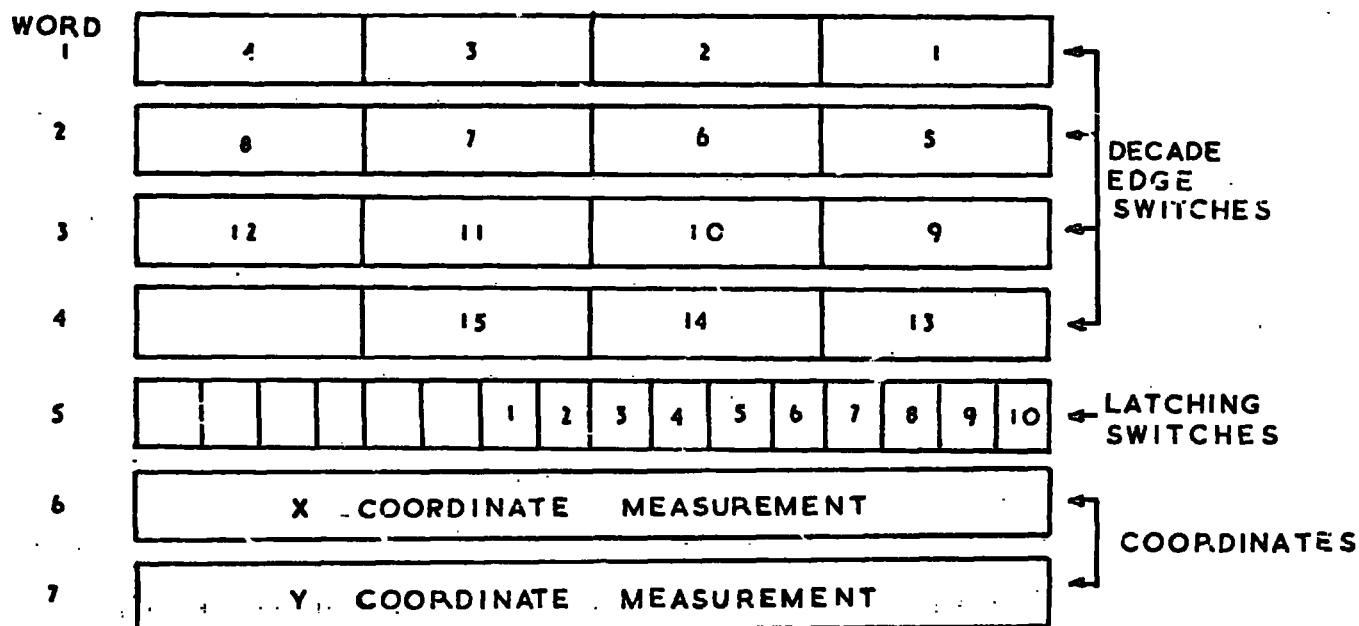 WORD
1 4 3 2 1
2 8 7 6 5
DECADE
EDGE
SWITCHES
3 12 11 10 9
4 15 14 13
5 1 2 3 4 5 6 7 8 9 10
LATCHING
SWITCHES
6 X COORDINATE MEASUREMENT
COORDINATES
7 Y COORDINATE MEASUREMENT